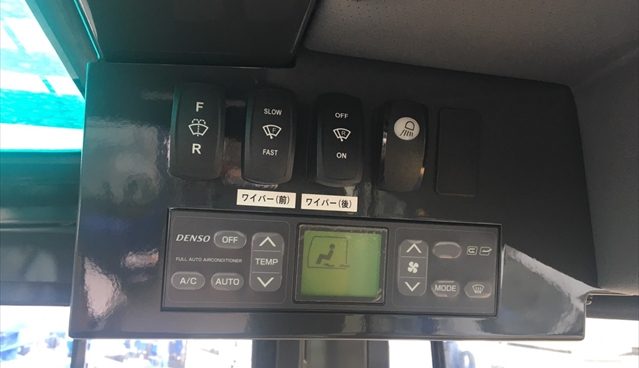 F
R
SLOW
F
FAST
OFF
R
ON
ワイパー(前)
ワイパー(後)
DENSO
OFF
FULL AUTO AIRCONDITIONER
TEMP
A/C
AUTO
MODE